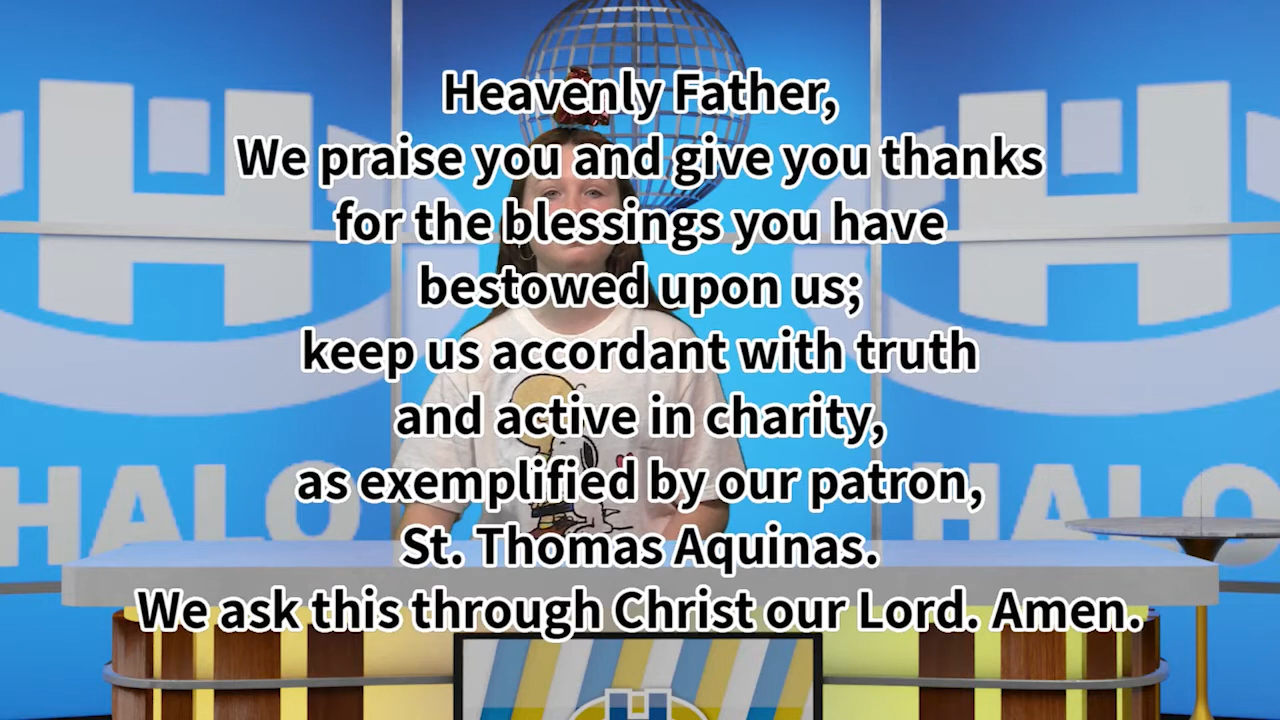 Heavenly Father,
We praise you and give you thanks
for the blessings you have
bestowed upon us;
keep us accordant with truth
and active in charity,
as exemplified by our patron,
St. Thomas Aquinas.
We ask this through Christ our Lord. Amen.
H
H
HALO
HALO
H